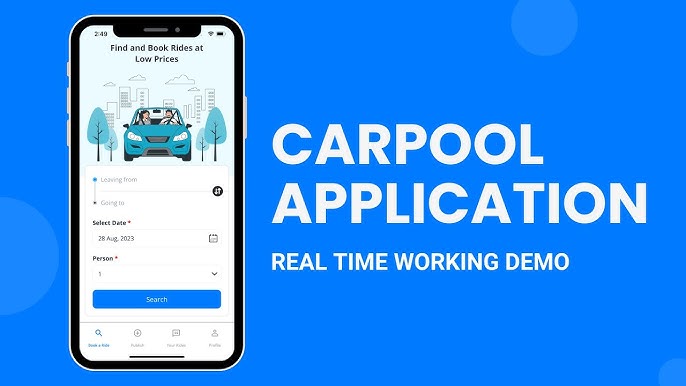 2:49
Find and Book Rides at
Low Prices
Leaving from
Going to
Select Date *
28 Aug, 2023
Person *
1
Search
Book a Ride
Publish
Your Rides
Profile
CARPOOL
APPLICATION
REAL TIME WORKING DEMO